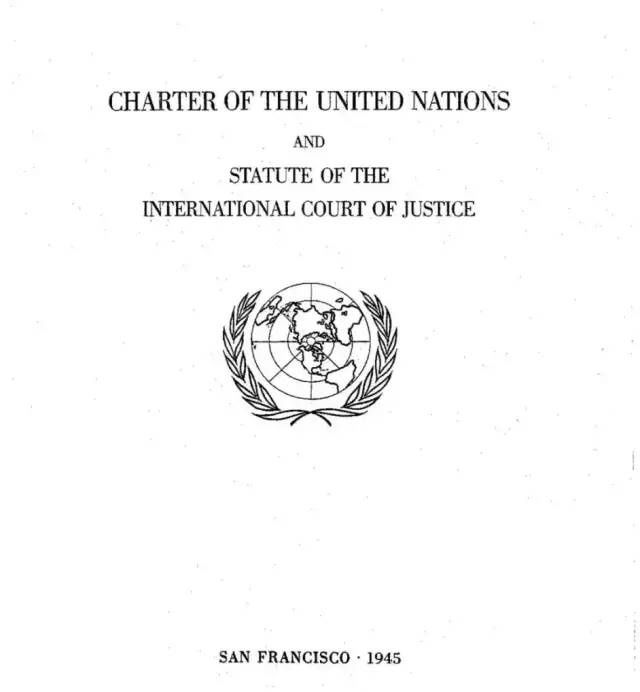 CHARTER OF THE UNITED NATIONS
AND
STATUTE OF THE
INTERNATIONAL COURT OF JUSTICE
SAN FRANCISCO · 1945